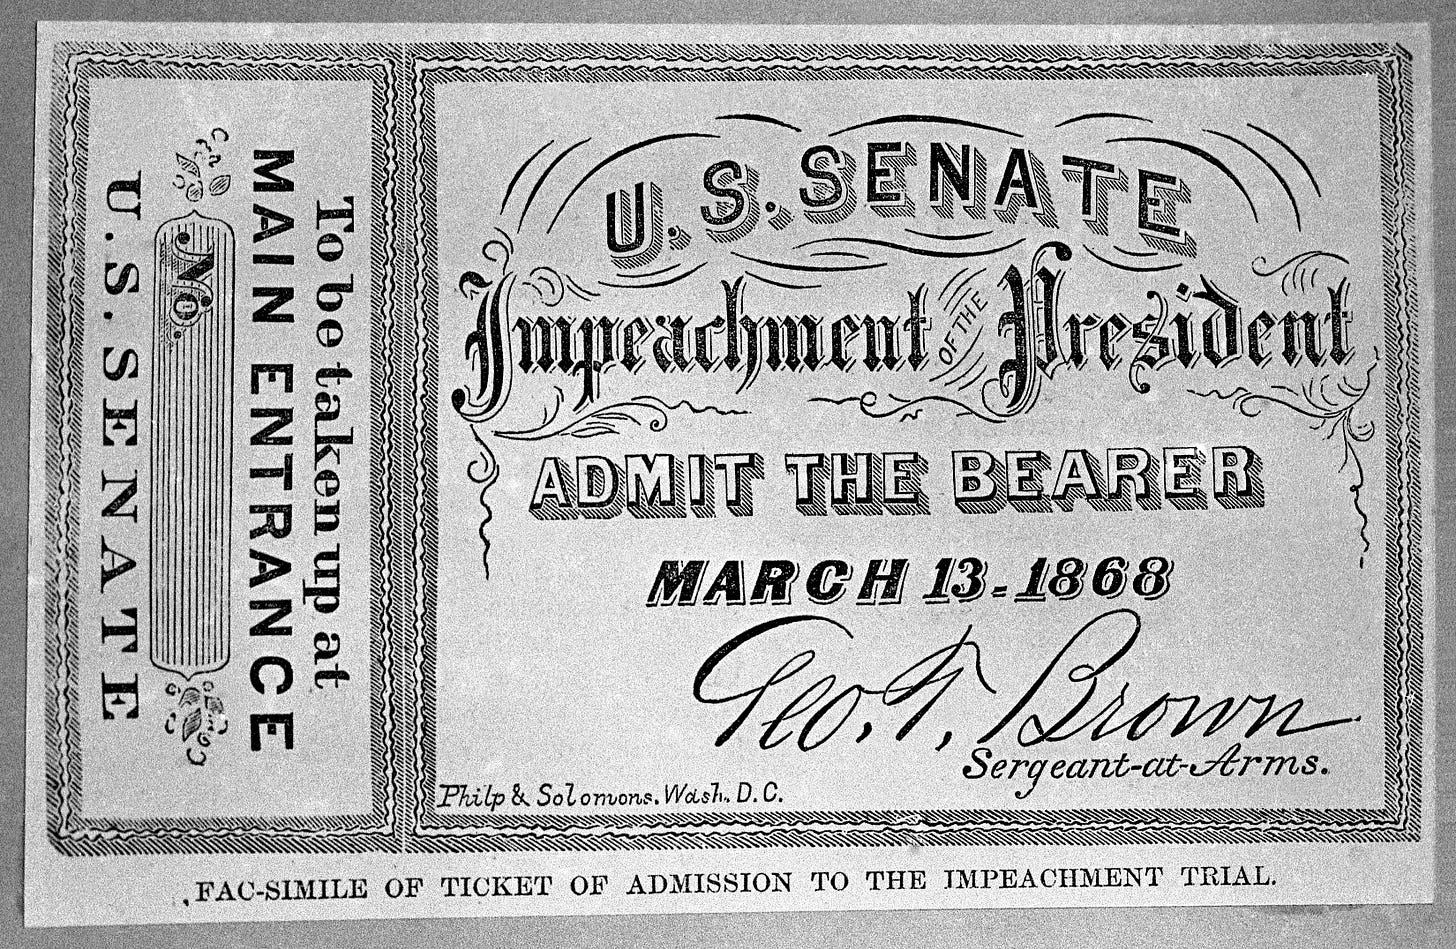 To be taken up at
MAIN ENTRANCE
No.
U.S. SENATE
U.S. SENATE
Impeachment OF THE President
ADMIT THE BEARER
MARCH 13-1868
Geo. T. Brown
Sergeant-at-Arms.
Philp & Solomons. Wash. D.C.
FAC-SIMILE OF TICKET OF ADMISSION TO THE IMPEACHMENT TRIAL.